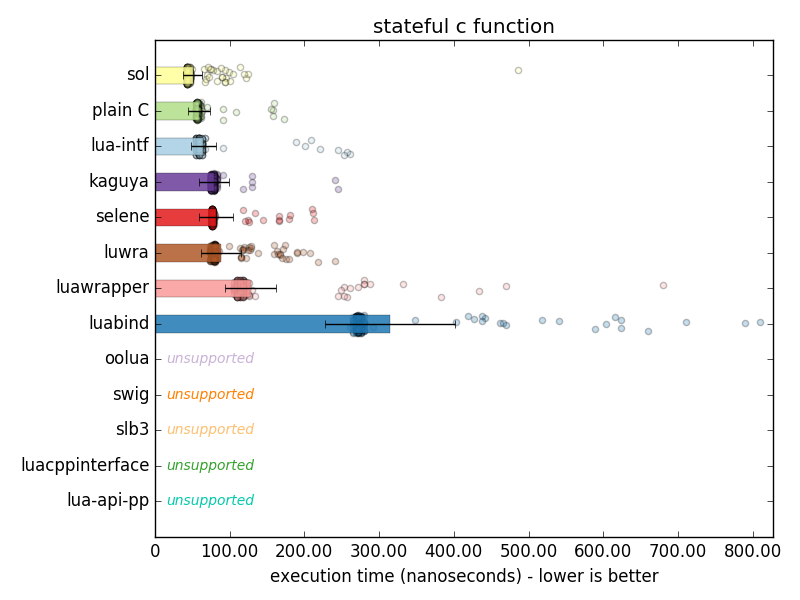 stateful c function
sol
plain C
lua-intf
kaguya
selene
luwra
luawrapper
luabind
oolua unsupported
swig unsupported
slb3 unsupported
luacppinterface unsupported
lua-api-pp unsupported
0 100.00 200.00 300.00 400.00 500.00 600.00 700.00 800.00
execution time (nanoseconds) - lower is better